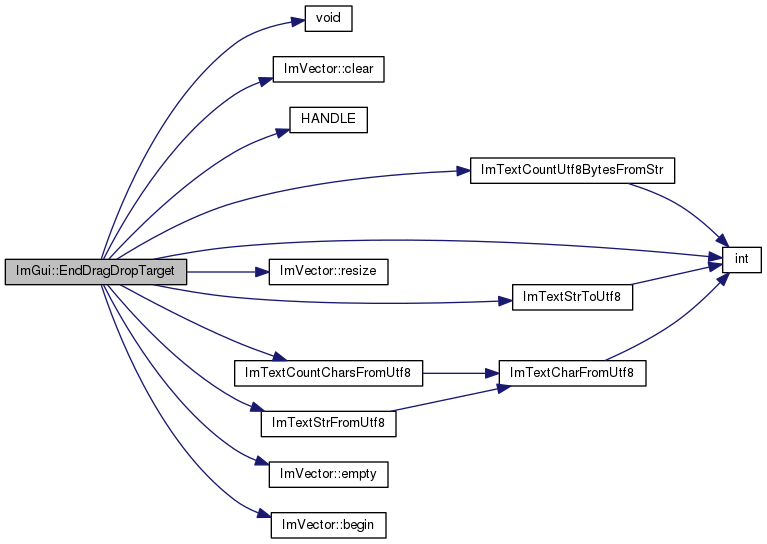 void
ImVector::clear
HANDLE
ImTextCountUtf8BytesFromStr
int
ImGui::EndDragDropTarget
ImVector::resize
ImTextStrToUtf8
ImTextCountCharsFromUtf8
ImTextCharFromUtf8
ImTextStrFromUtf8
ImVector::empty
ImVector::begin